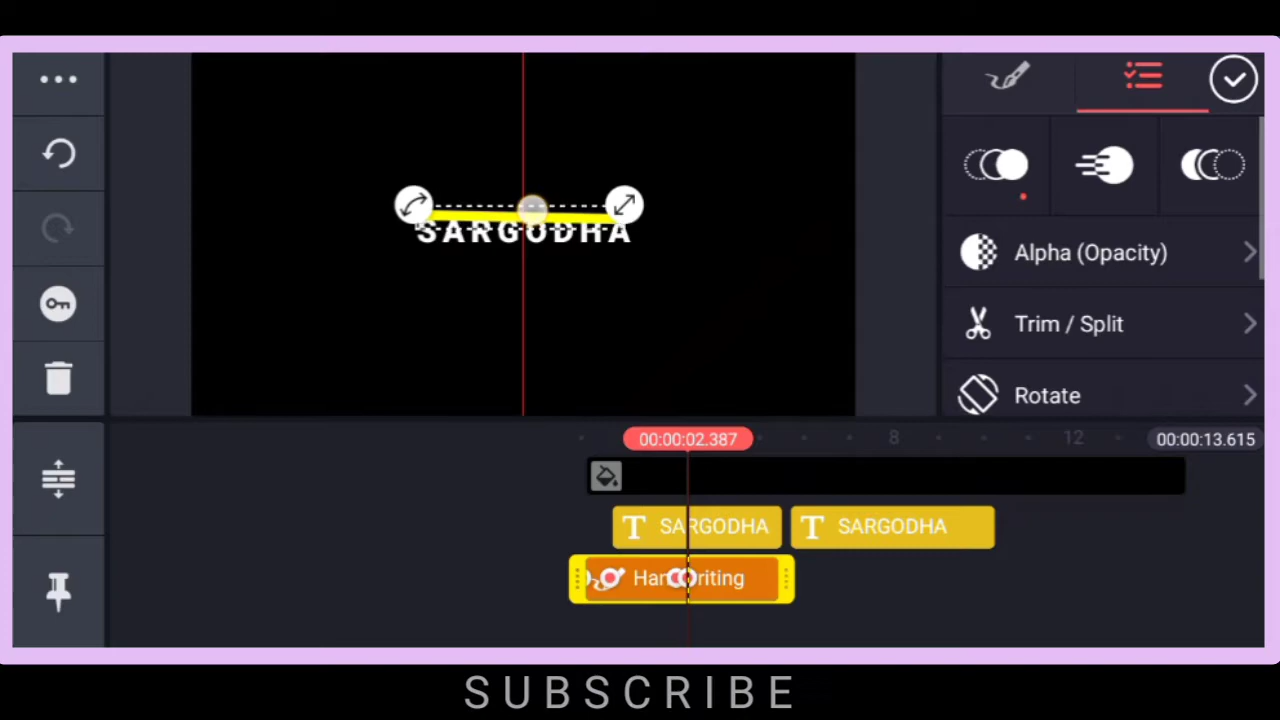 SARGODHA
Alpha (Opacity)
Trim / Split
Rotate
00:00:02.387
8
12
00:00:13.615
T SARGODHA
T SARGODHA
Handwriting
SUBSCRIBE